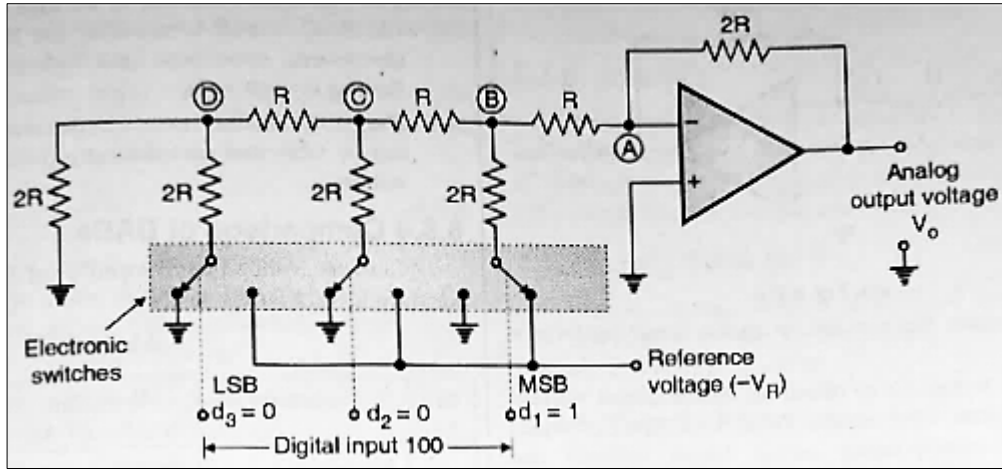 2R
D
R
C
R
B
R
A
−
+
2R
2R
2R
2R
Analog
output voltage
Vo
Electronic
switches
LSB
MSB
Reference
voltage (−VR)
d3 = 0
d2 = 0
d1 = 1
Digital input 100